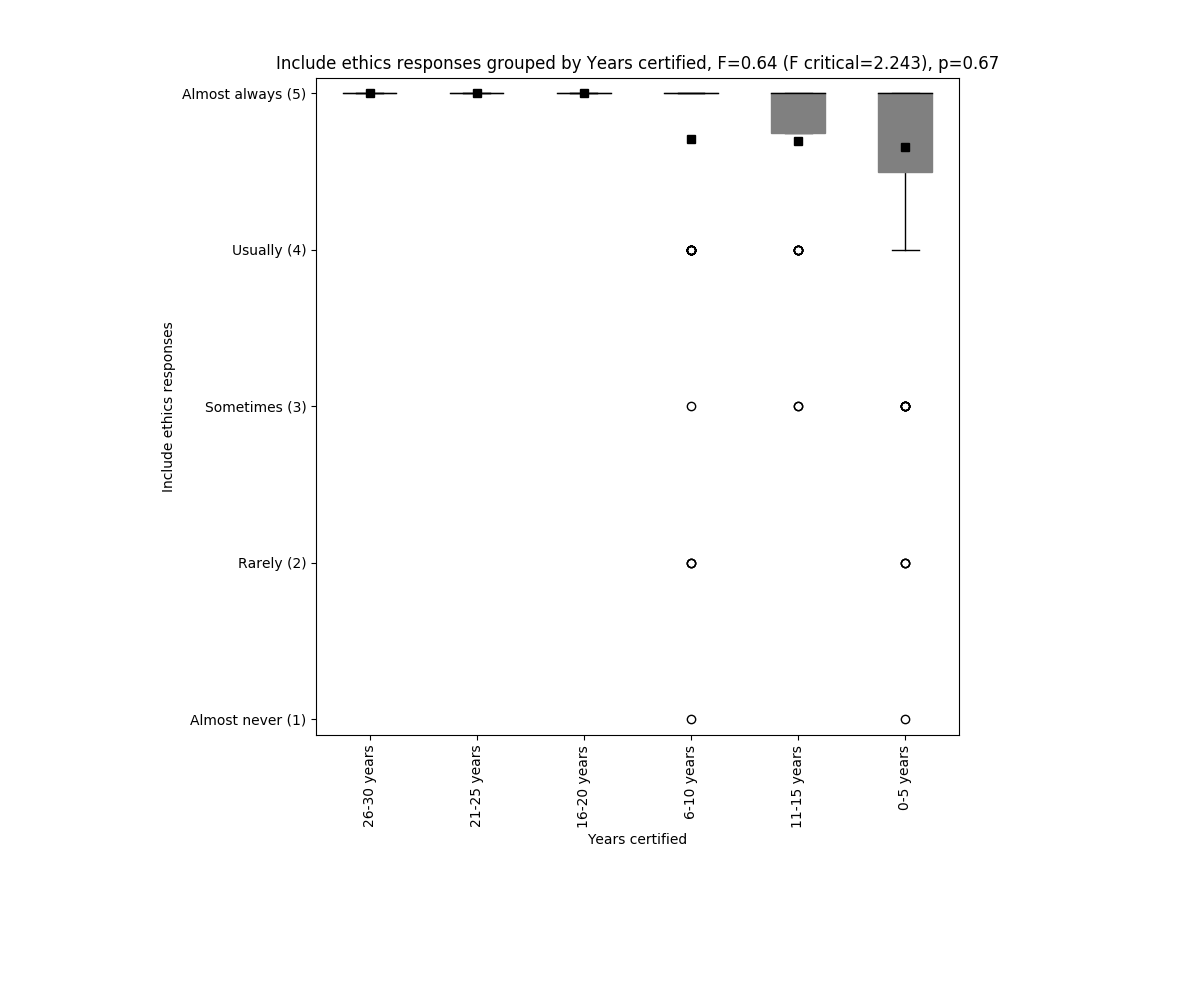 Include ethics responses grouped by Years certified, F=0.64 (F critical=2.243), p=0.67
Almost always (5)
Usually (4)
Sometimes (3)
Rarely (2)
Almost never (1)
Include ethics responses
26-30 years
21-25 years
16-20 years
6-10 years
11-15 years
0-5 years
Years certified